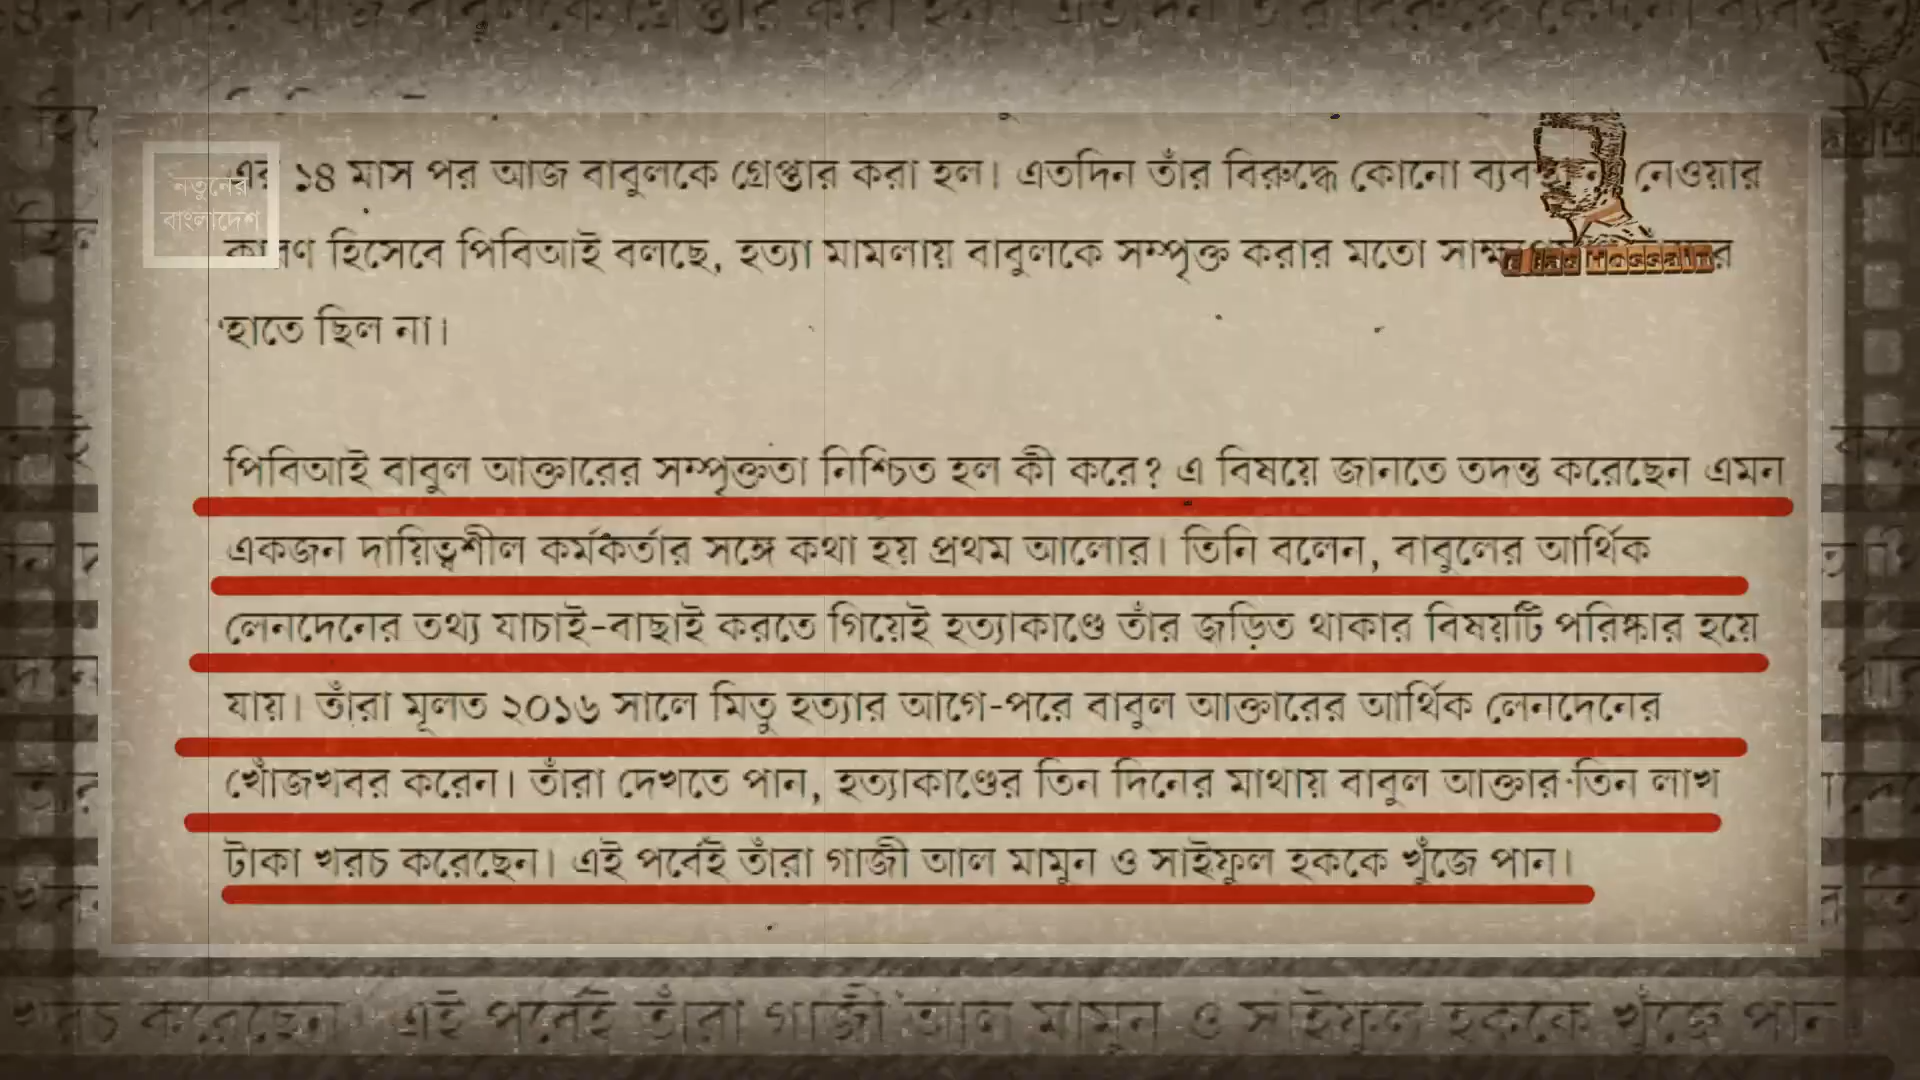 এর ১৪ মাস পর আজ বাবুলকে গ্রেপ্তার করা হল। এতদিন তাঁর বিরুদ্ধে কোনো নেওয়ার
কারণ হিসেবে পিবিআই বলছে, হত্যা মামলায় বাবুলকে সম্পৃক্ত করার মতো
হাতে ছিল না।
নতুনের
বাংলাদেশ
পিবিআই বাবুল আক্তারের সম্পৃক্ততা নিশ্চিত হল কী করে? এ বিষয়ে জানতে তদন্ত করেছেন এমন
একজন দায়িত্বশীল কর্মকর্তার সঙ্গে কথা হয় প্রথম আলোর। তিনি বলেন, বাবুলের আর্থিক
লেনদেনের তথ্য যাচাই-বাছাই করতে গিয়েই হত্যাকাণ্ডে তাঁর জড়িত থাকার বিষয়টি পরিষ্কার হয়ে
যায়। তাঁরা মূলত ২০১৬ সালে মিতু হত্যার আগে-পরে বাবুল আক্তারের আর্থিক লেনদেনের
খোঁজখবর করেন। তাঁরা দেখতে পান, হত্যাকাণ্ডের তিন দিনের মাথায় বাবুল আক্তার তিন লাখ
টাকা খরচ করেছেন। এই পর্বেই তাঁরা গাজী আল মামুন ও সাইফুল হককে খুঁজে পান।
খরচ করেছেন। এই পর্বেই তাঁরা গাজী আল মামুন ও সাইফুল হককে খুঁজে পান।